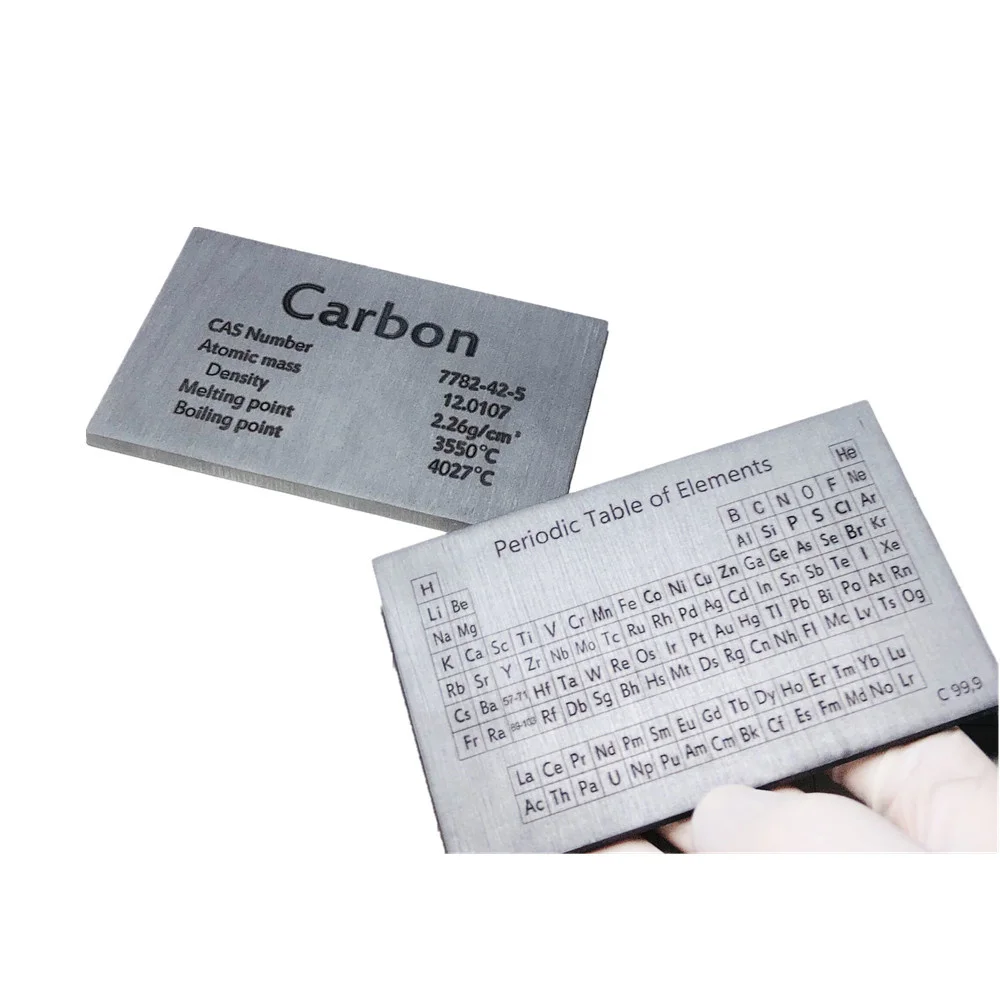 Carbon
CAS Number 7782-42-5
Atomic mass 12.0107
Density 2.26g/cm³
Melting point 3550°C
Boiling point 4027°C
Periodic Table of Elements
H He
Li Be B C N O F Ne
Na Mg Al Si P S Cl Ar
K Ca Sc Ti V Cr Mn Fe Co Ni Cu Zn Ga Ge As Se Br Kr
Rb Sr Y Zr Nb Mo Tc Ru Rh Pd Ag Cd In Sn Sb Te I Xe
Cs Ba 57-71 Hf Ta W Re Os Ir Pt Au Hg Tl Pb Bi Po At Rn
Fr Ra 89-103 Rf Db Sg Bh Hs Mt Ds Rg Cn Nh Fl Mc Lv Ts Og
La Ce Pr Nd Pm Sm Eu Gd Tb Dy Ho Er Tm Yb Lu
Ac Th Pa U Np Pu Am Cm Bk Cf Es Fm Md No Lr
C 99,9